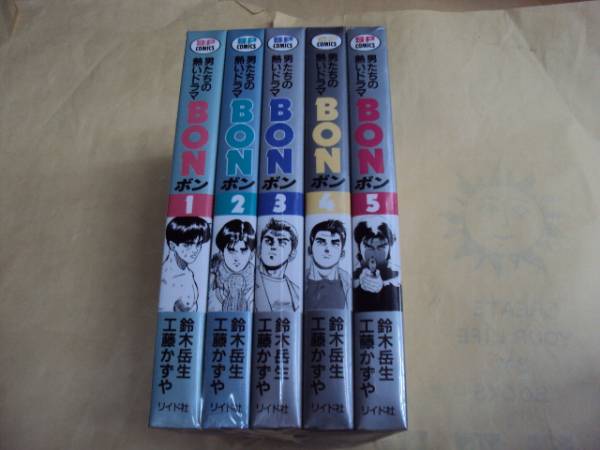 SP COMICS
男たちの
熱いドラマ
BON
ボン
1
鈴木岳生
工藤かずや
リイド社
SP COMICS
男たちの
熱いドラマ
BON
ボン
2
鈴木岳生
工藤かずや
リイド社
SP COMICS
男たちの
熱いドラマ
BON
ボン
3
鈴木岳生
工藤かずや
リイド社
COMICS
男たちの
熱いドラマ
BON
ボン
4
鈴木岳生
工藤かずや
リイド社
SP COMICS
男たちの
熱いドラマ
BON
ボン
5
鈴木岳生
工藤かずや
リイド社
YOUR LIFE